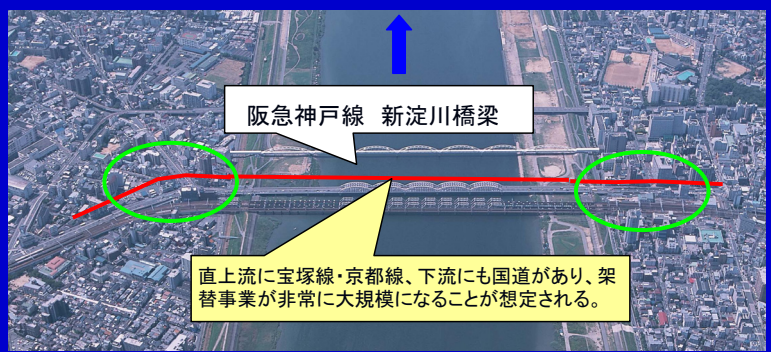 阪急神戸線　新淀川橋梁
直上流に宝塚線・京都線、下流にも国道があり、架
替事業が非常に大規模になることが想定される。